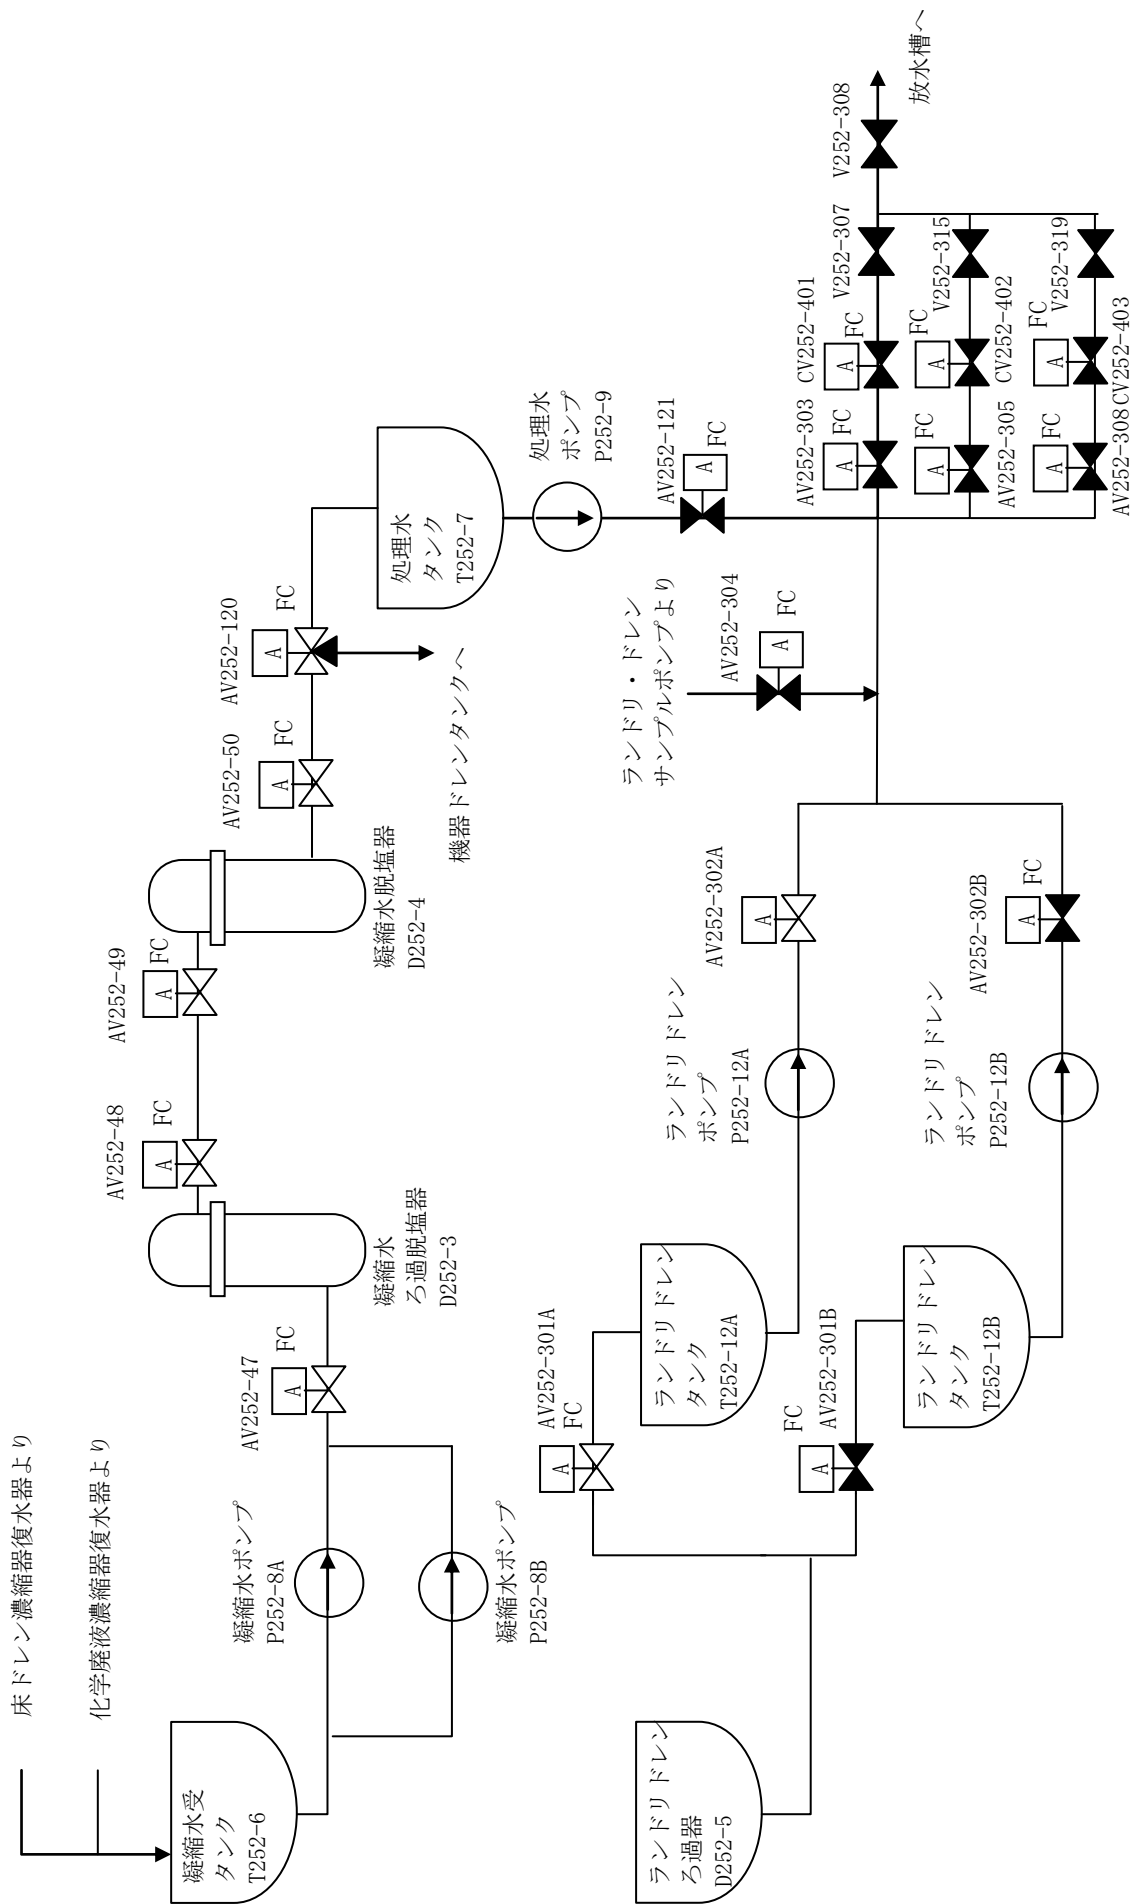 床ドレン濃縮器復水器より
化学廃液濃縮器復水器より
凝縮水受
タンク
T252-6
凝縮水ポンプ
P252-8A
凝縮水ポンプ
P252-8B
AV252-47
A
FC
凝縮水
ろ過脱塩器
D252-3
AV252-48
A
FC
AV252-49
A
FC
凝縮水脱塩器
D252-4
AV252-50
A
FC
AV252-120
A
FC
機器ドレンタンクへ
処理水
タンク
T252-7
処理水
ポンプ
P252-9
AV252-121
A
FC
ランドリドレン
ろ過器
D252-5
AV252-301A
FC
A
AV252-301B
FC
A
ランドリドレン
タンク
T252-12A
ランドリドレン
タンク
T252-12B
ランドリドレン
ポンプ
P252-12A
ランドリドレン
ポンプ
P252-12B
AV252-302A
A
AV252-302B
A
FC
ランドリ・ドレン
サンプルポンプより
AV252-304
A
FC
AV252-303
A
FC
CV252-401
A
FC
V252-307
V252-308
放水槽へ
AV252-305
A
FC
CV252-402
A
FC
V252-315
AV252-308
A
FC
CV252-403
A
FC
V252-319